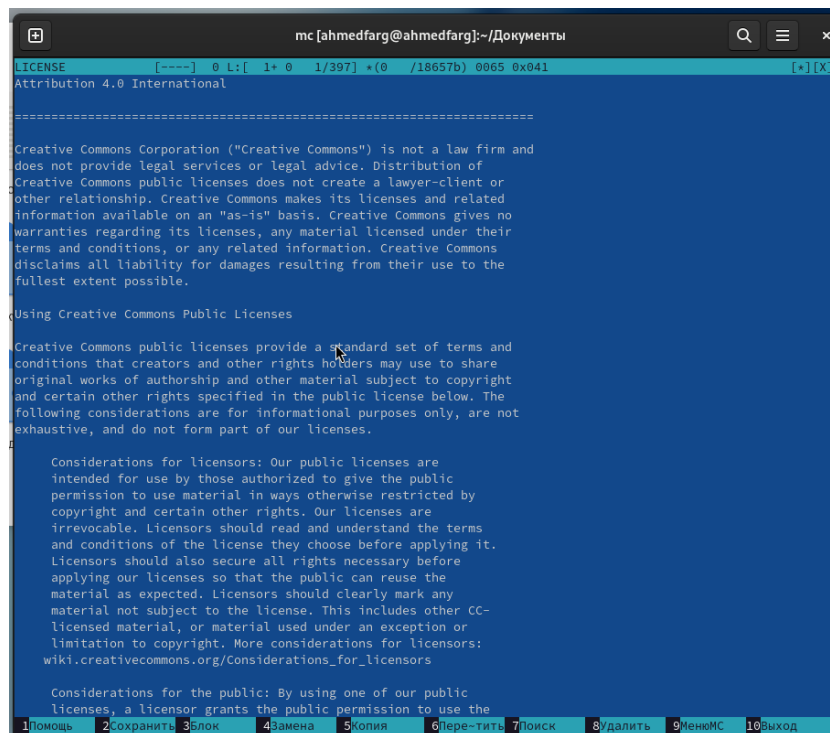 mc [ahmedfarg@ahmedfarg]:~/Документы
LICENSE [----] 0 L:[ 1+ 0 1/397] *(0 /18657b) 0065 0x041 [*][X]
Attribution 4.0 International
=======================================================================
Creative Commons Corporation ("Creative Commons") is not a law firm and
does not provide legal services or legal advice. Distribution of
Creative Commons public licenses does not create a lawyer-client or
other relationship. Creative Commons makes its licenses and related
information available on an "as-is" basis. Creative Commons gives no
warranties regarding its licenses, any material licensed under their
terms and conditions, or any related information. Creative Commons
disclaims all liability for damages resulting from their use to the
fullest extent possible.
Using Creative Commons Public Licenses
Creative Commons public licenses provide a standard set of terms and
conditions that creators and other rights holders may use to share
original works of authorship and other material subject to copyright
and certain other rights specified in the public license below. The
following considerations are for informational purposes only, are not
exhaustive, and do not form part of our licenses.
Considerations for licensors: Our public licenses are
intended for use by those authorized to give the public
permission to use material in ways otherwise restricted by
copyright and certain other rights. Our licenses are
irrevocable. Licensors should read and understand the terms
and conditions of the license they choose before applying it.
Licensors should also secure all rights necessary before
applying our licenses so that the public can reuse the
material as expected. Licensors should clearly mark any
material not subject to the license. This includes other CC-
licensed material, or material used under an exception or
limitation to copyright. More considerations for licensors:
wiki.creativecommons.org/Considerations_for_licensors
Considerations for the public: By using one of our public
licenses, a licensor grants the public permission to use the
1Помощь 2Сохранить 3Блок 4Замена 5Копия 6Пере~тить 7Поиск 8Удалить 9МенюМС 10Выход